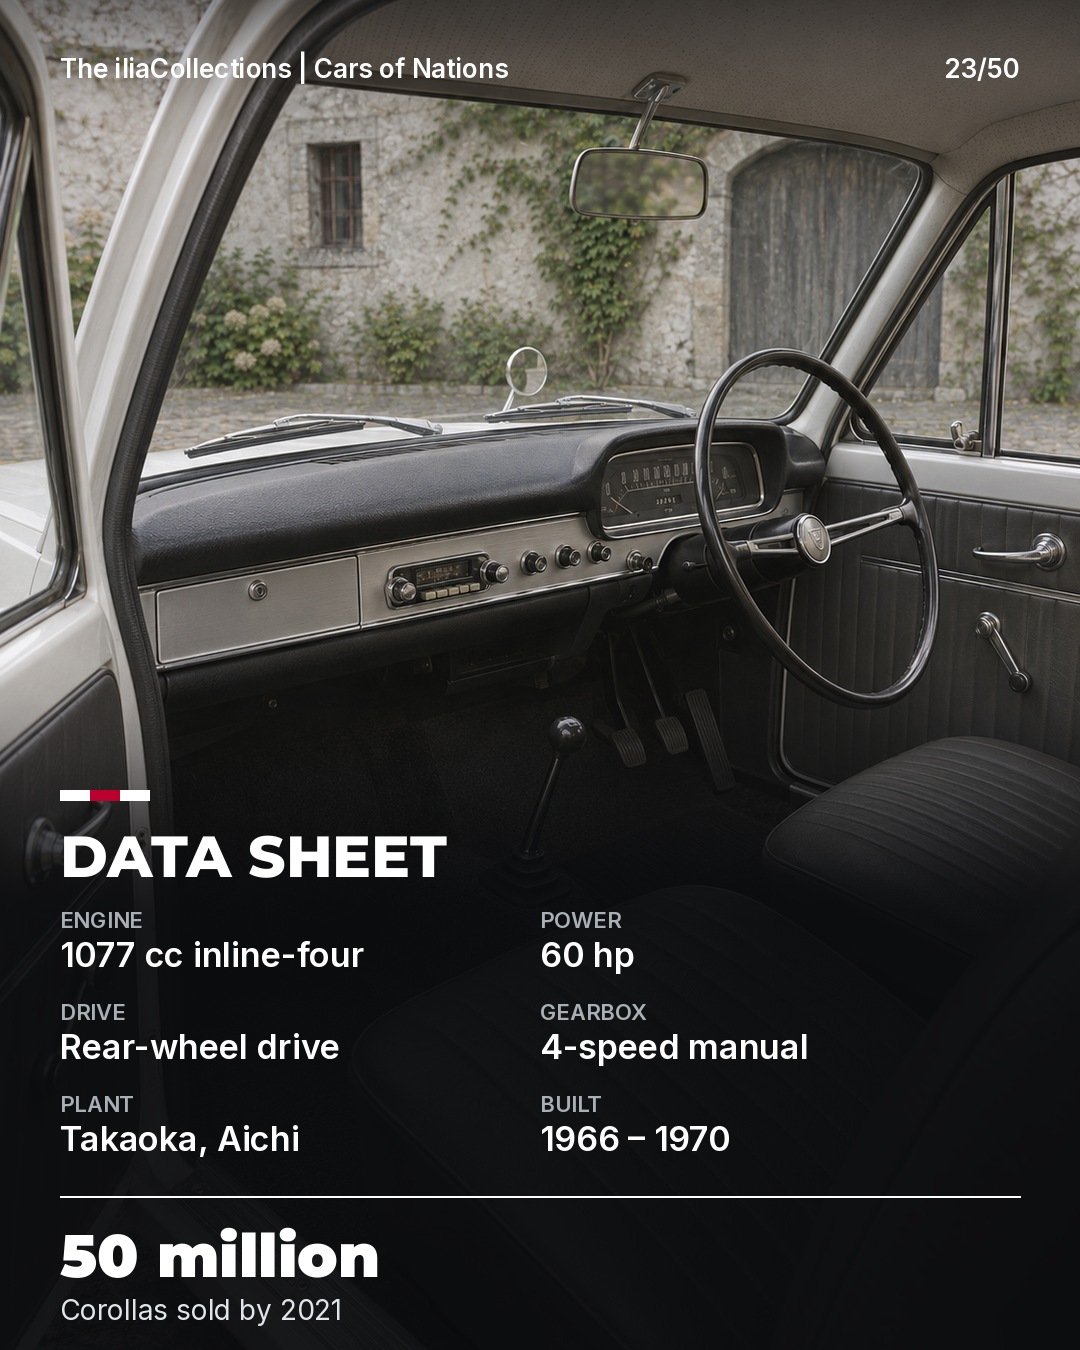 The iliaCollections | Cars of Nations
23/50
DATA SHEET
ENGINE
1077 cc inline-four
POWER
60 hp
DRIVE
Rear-wheel drive
GEARBOX
4-speed manual
PLANT
Takaoka, Aichi
BUILT
1966 – 1970
50 million
Corollas sold by 2021